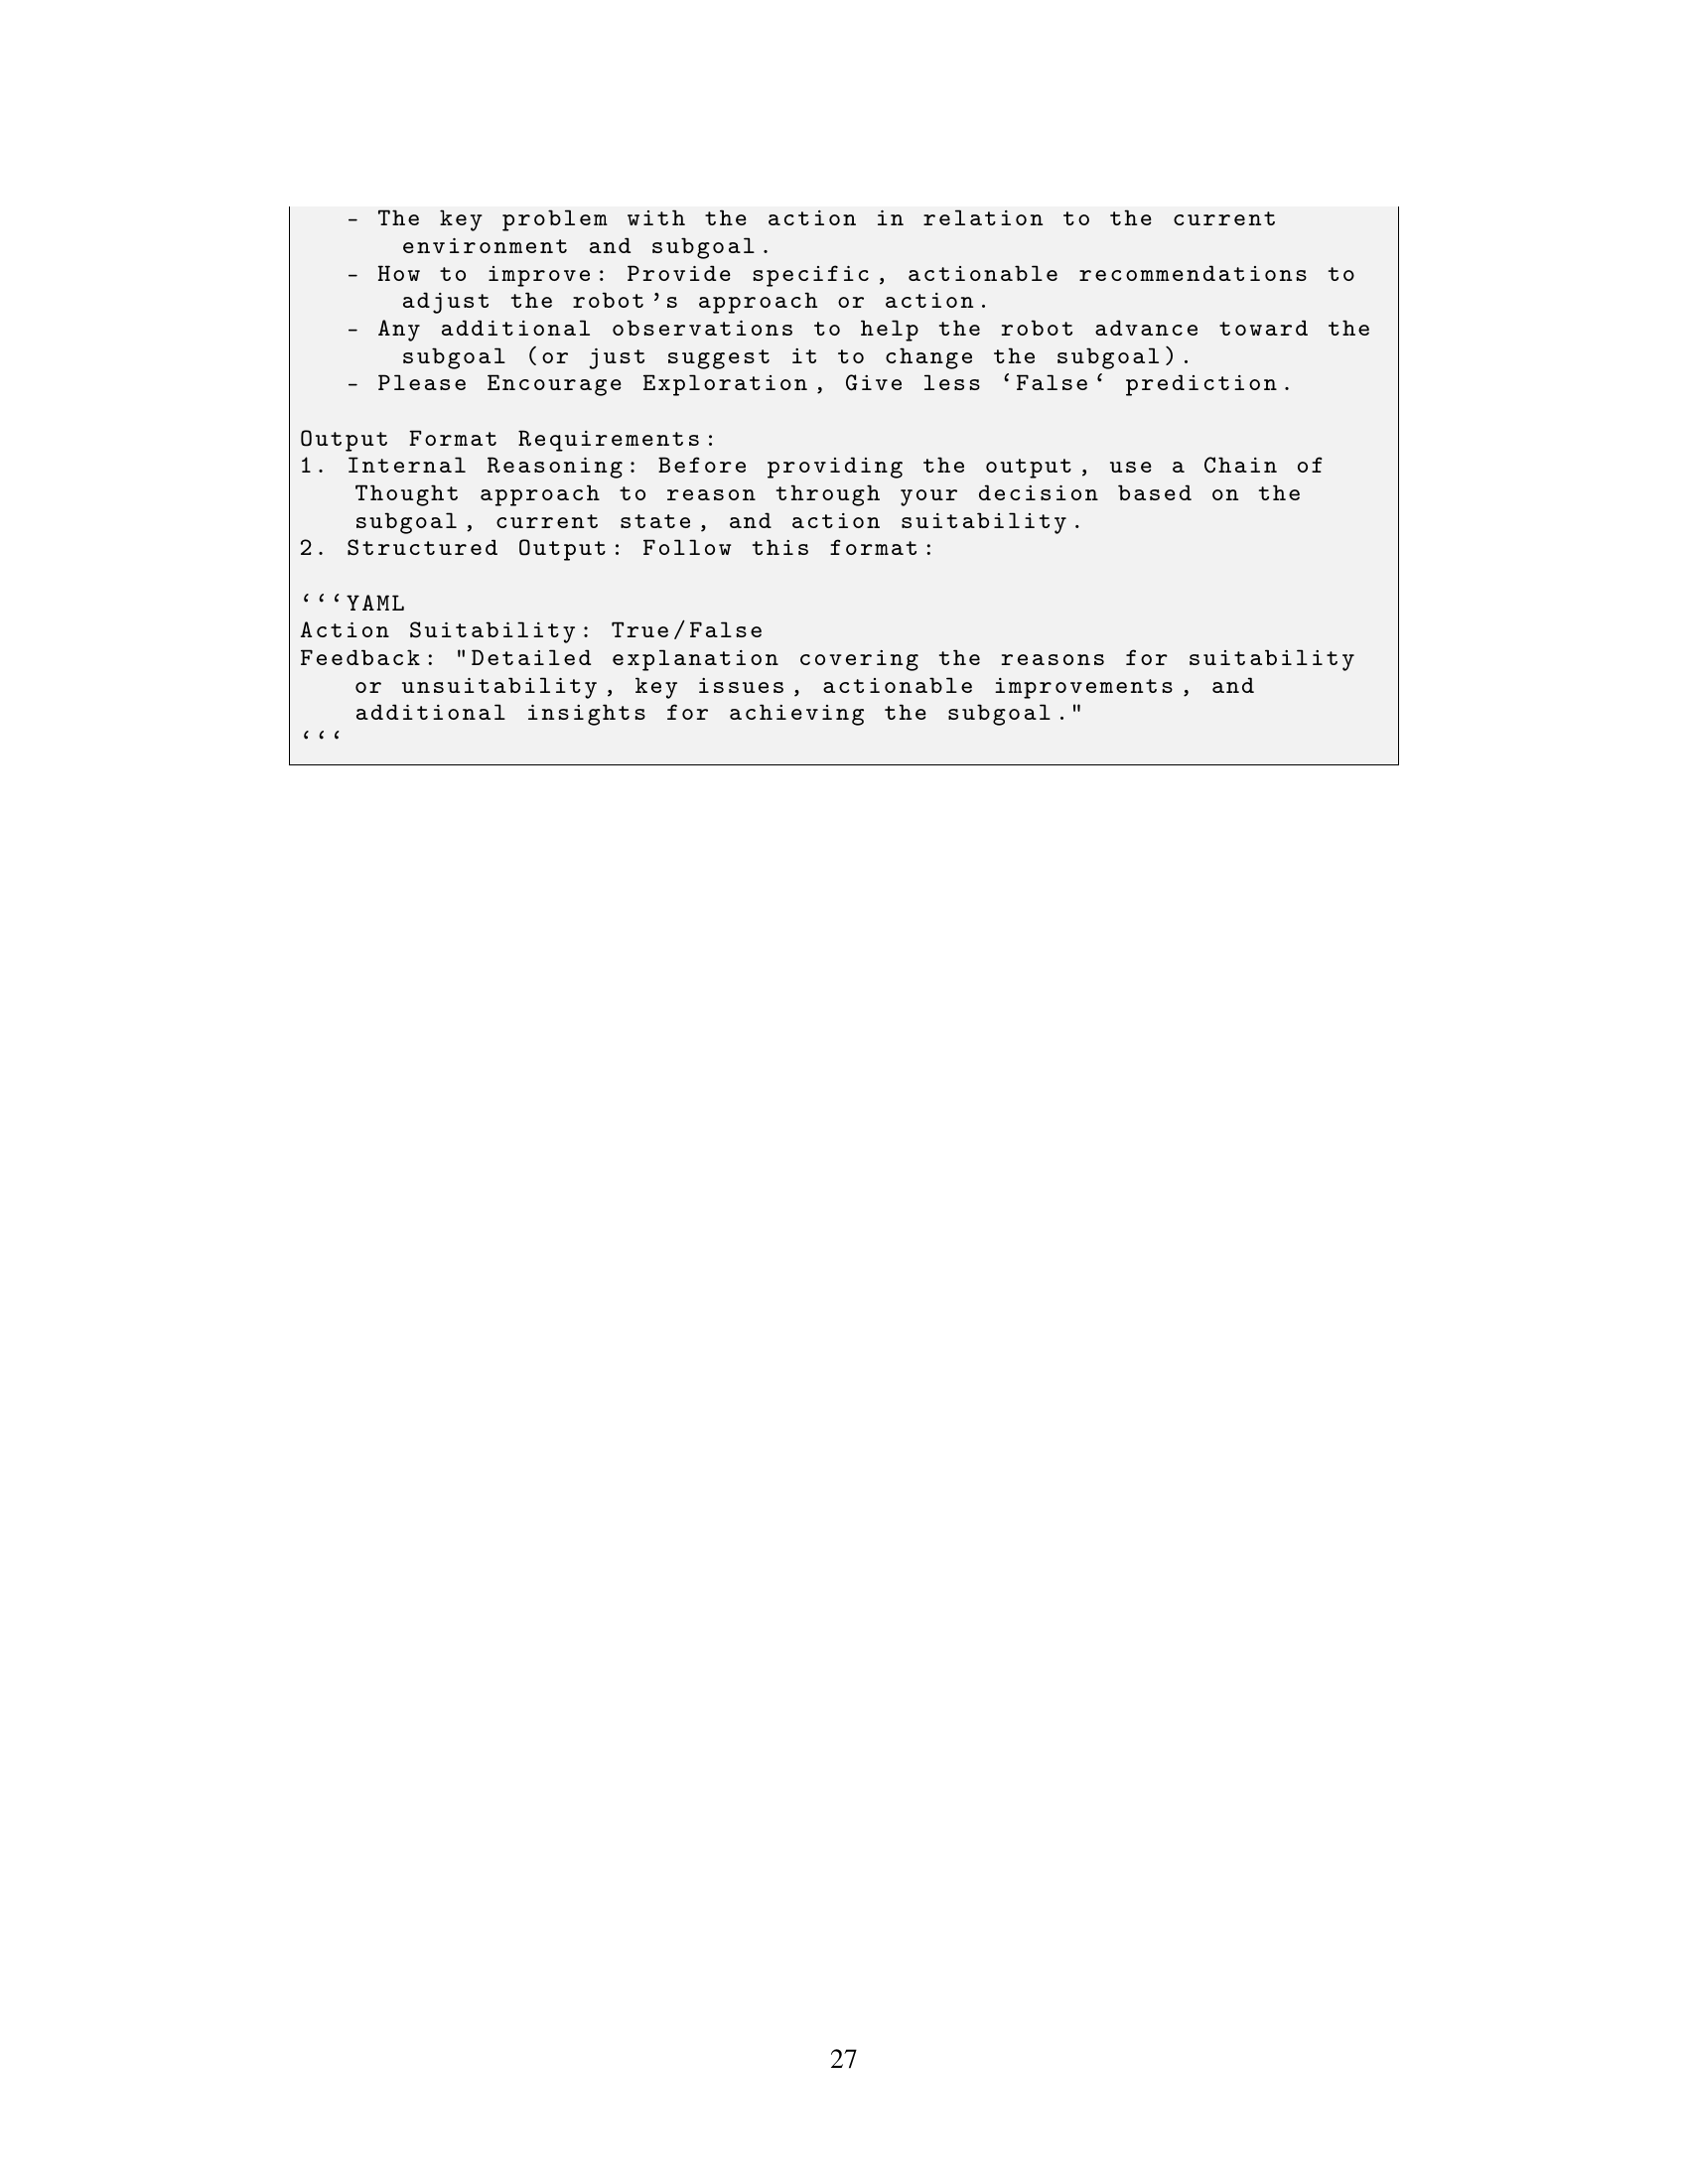 - The key problem with the action in relation to the current
environment and subgoal.
- How to improve: Provide specific, actionable recommendations to
adjust the robot's approach or action.
- Any additional observations to help the robot advance toward the
subgoal (or just suggest it to change the subgoal).
- Please Encourage Exploration, Give less ‘False‘ prediction.
Output Format Requirements:
1. Internal Reasoning: Before providing the output, use a Chain of
Thought approach to reason through your decision based on the
subgoal, current state, and action suitability.
2. Structured Output: Follow this format:
‘‘‘YAML
Action Suitability: True/False
Feedback: "Detailed explanation covering the reasons for suitability
or unsuitability, key issues, actionable improvements, and
additional insights for achieving the subgoal."
‘‘‘
27